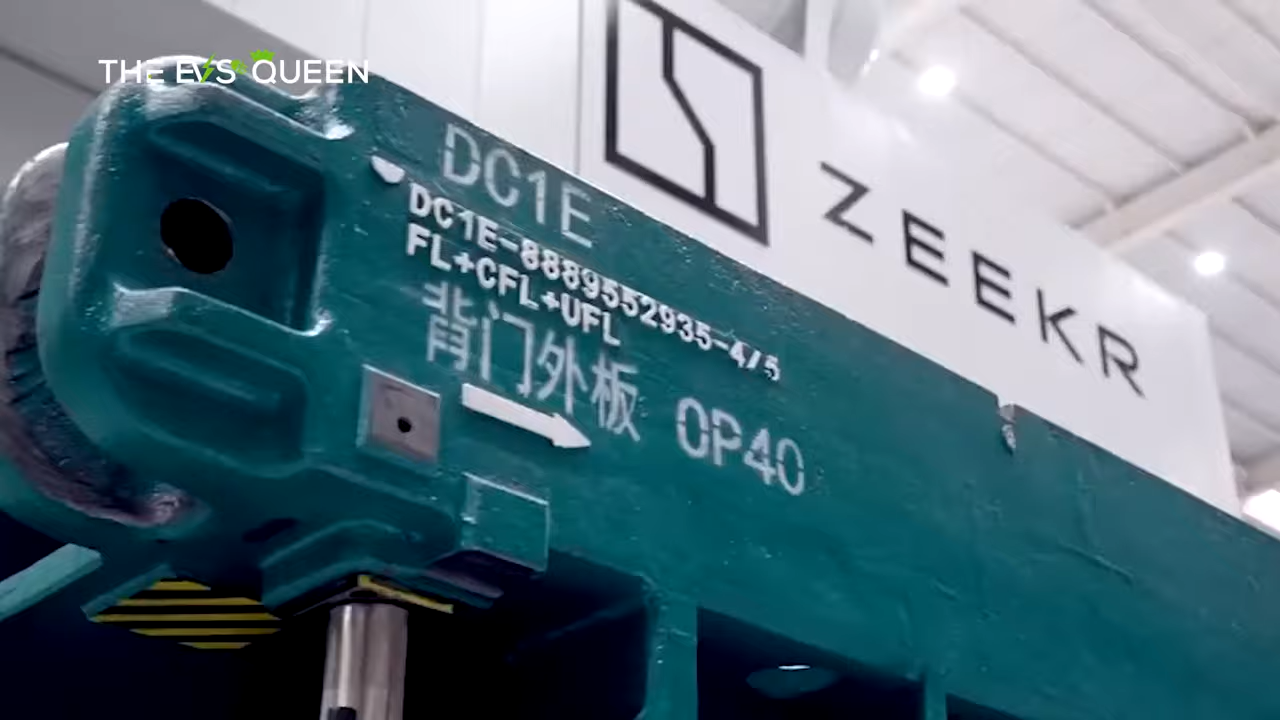 THE EVS QUEEN
ZEEKR
DC1E
DC1E-8889552935-4/5
FL+CFL+UFL
背门外板 OP40